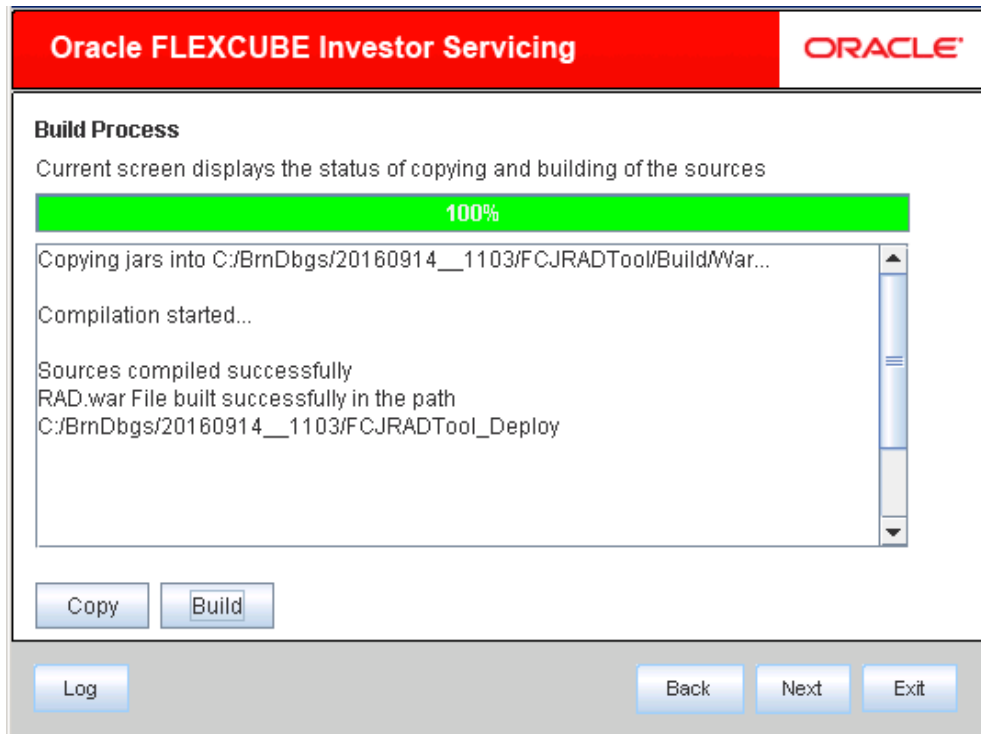 Oracle FLEXCUBE Investor Servicing
ORACLE
Build Process
Current screen displays the status of copying and building of the sources
100%
Copying jars into C:/BrnDbgs/20160914__1103/FCJRADTool/Build/War...
Compilation started...
Sources compiled successfully
RAD.war File built successfully in the path
C:/BrnDbgs/20160914__1103/FCJRADTool_Deploy
Copy
Build
Log
Back
Next
Exit